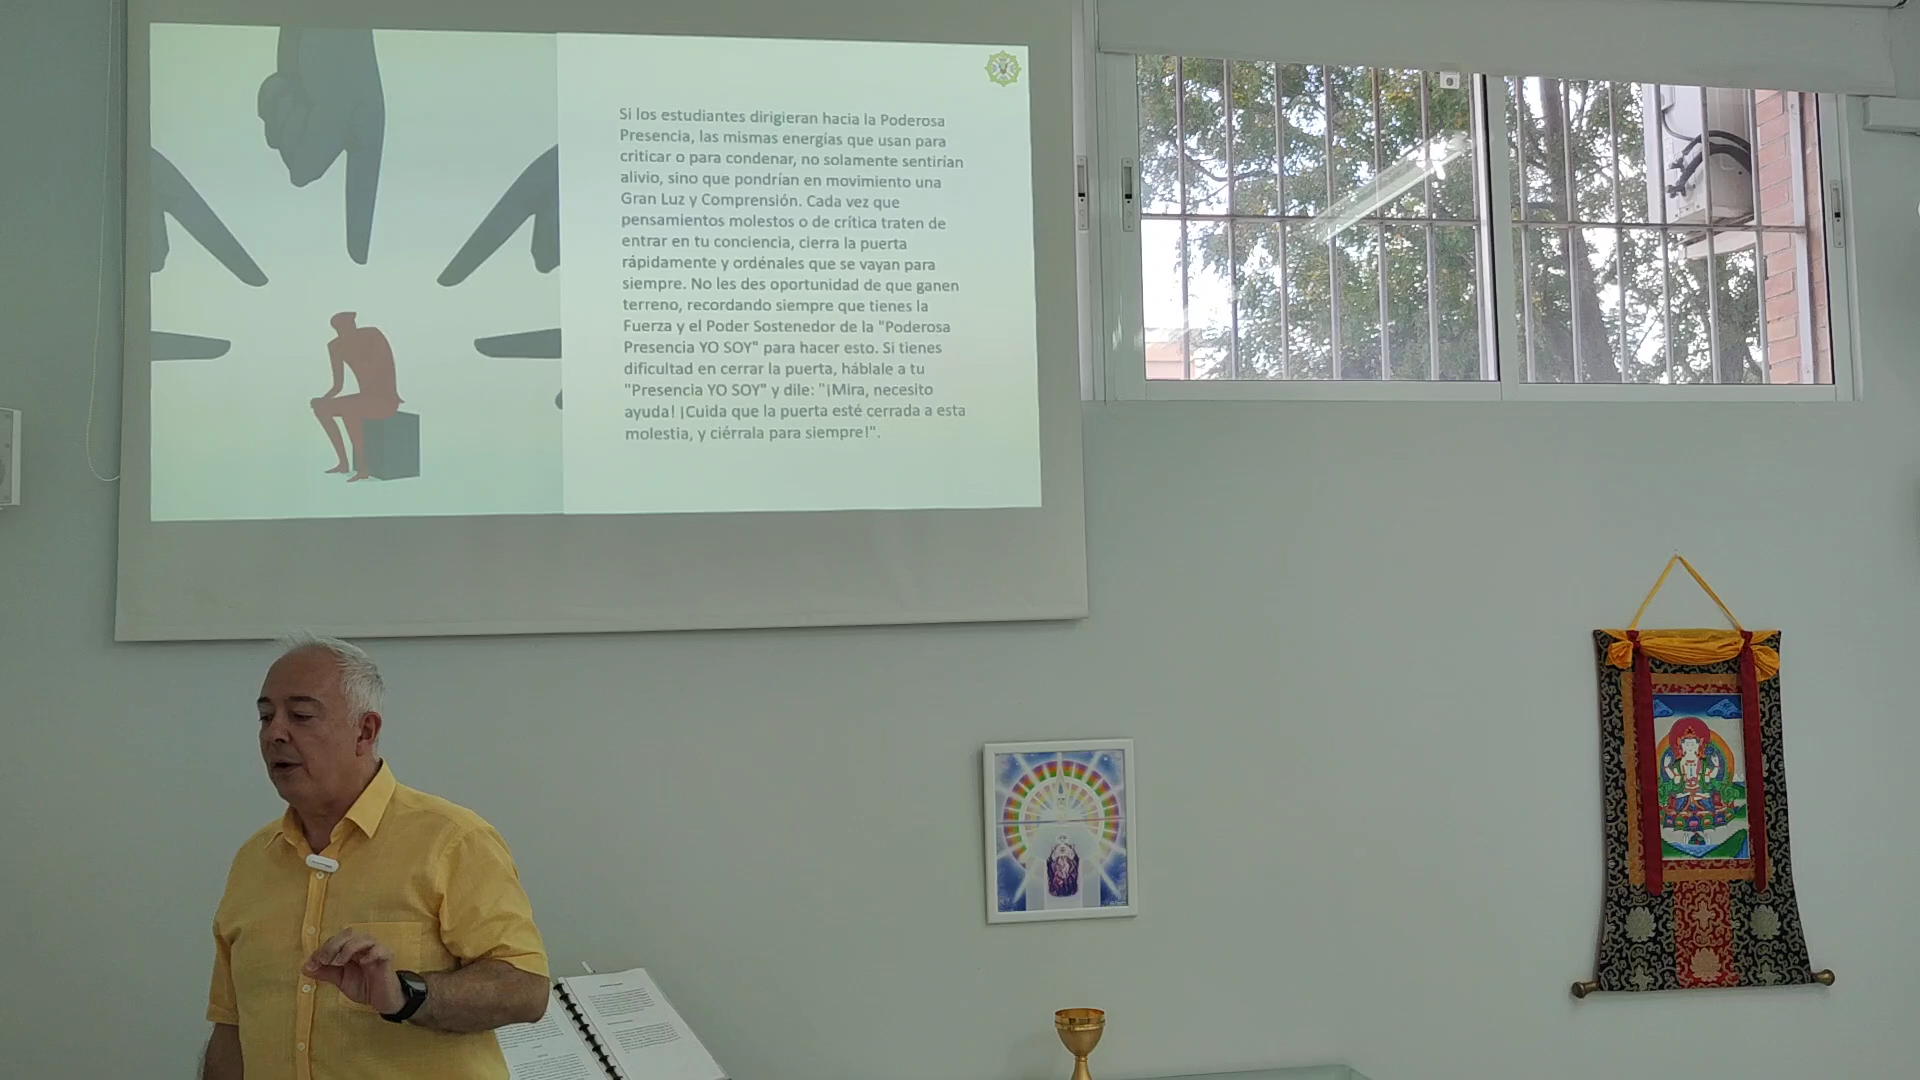 Si los estudiantes dirigieran hacia la Poderosa
Presencia, las mismas energías que usan para
criticar o para condenar, no solamente sentirían
alivio, sino que pondrían en movimiento una
Gran Luz y Comprensión. Cada vez que
pensamientos molestos o de crítica traten de
entrar en tu conciencia, cierra la puerta
rápidamente y ordénales que se vayan para
siempre. No les des oportunidad de que ganen
terreno, recordando siempre que tienes la
Fuerza y el Poder Sostenedor de la "Poderosa
Presencia YO SOY" para hacer esto. Si tienes
dificultad en cerrar la puerta, háblale a tu
"Presencia YO SOY" y dile: "¡Mira, necesito
ayuda! ¡Cuida que la puerta esté cerrada a esta
molestia, y ciérrala para siempre!".